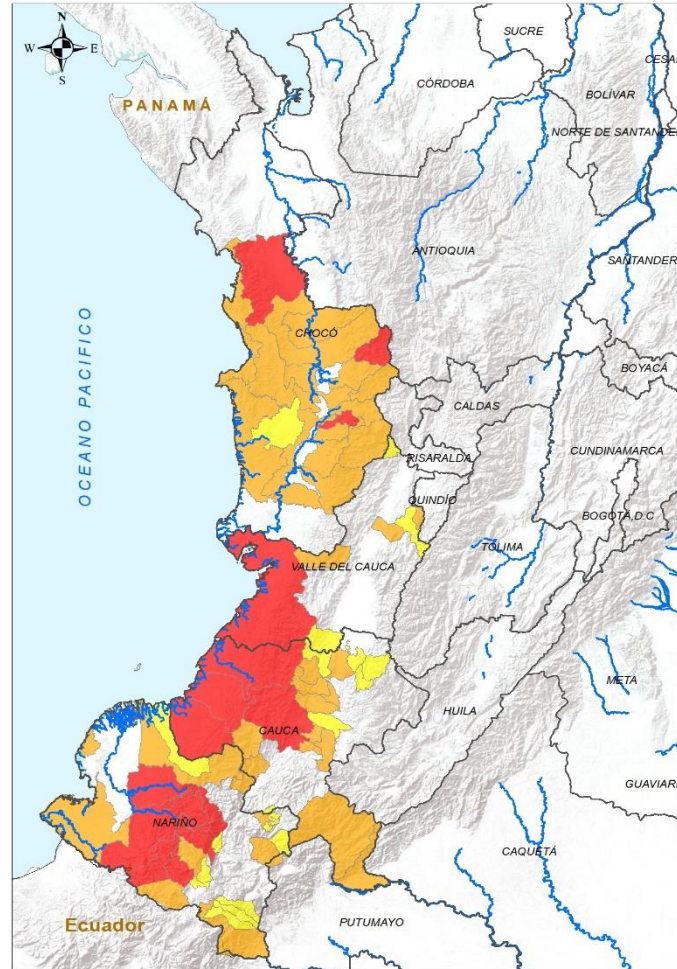 N
W E
S
SUCRE
CESAR
CÓRDOBA
BOLÍVAR
PANAMÁ
NORTE DE SANTANDER
ANTIOQUIA
SANTANDER
OCEANO PACIFICO
CHOCÓ
BOYACÁ
CALDAS
CUNDINAMARCA
RISARALDA
QUINDÍO
BOGOTÁ, D.C
TOLIMA
VALLE DEL CAUCA
META
HUILA
CAUCA
GUAVIARE
NARIÑO
CAQUETÁ
Ecuador
PUTUMAYO